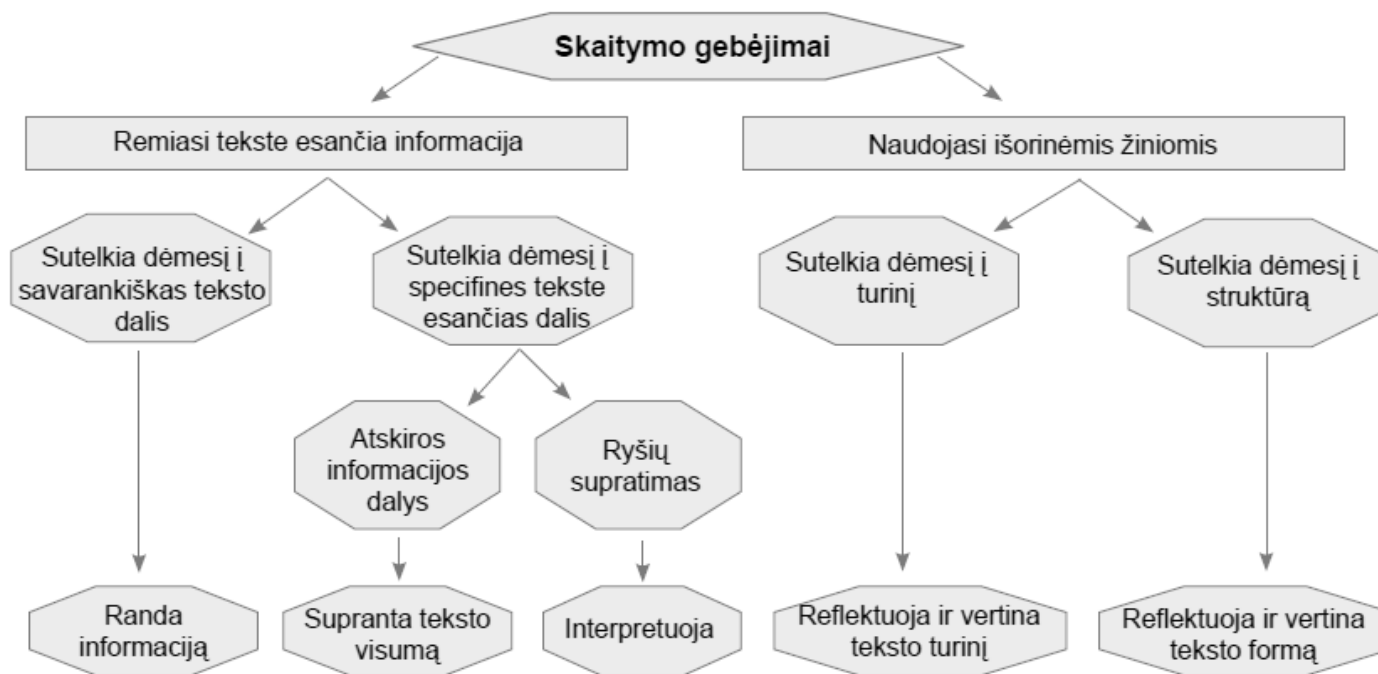 Skaitymo gebėjimai
Remiasi tekste esančia informacija
Naudojasi išorinėmis žiniomis
Sutelkia dėmesį į
savarankiškas teksto
dalis
Sutelkia dėmesį į
specifines tekste
esančias dalis
Sutelkia dėmesį į
turinį
Sutelkia dėmesį į
struktūrą
Atskiros
informacijos
dalys
Ryšių
supratimas
Randa
informaciją
Supranta teksto
visumą
Interpretuoja
Reflektuoja ir vertina
teksto turinį
Reflektuoja ir vertina
teksto formą